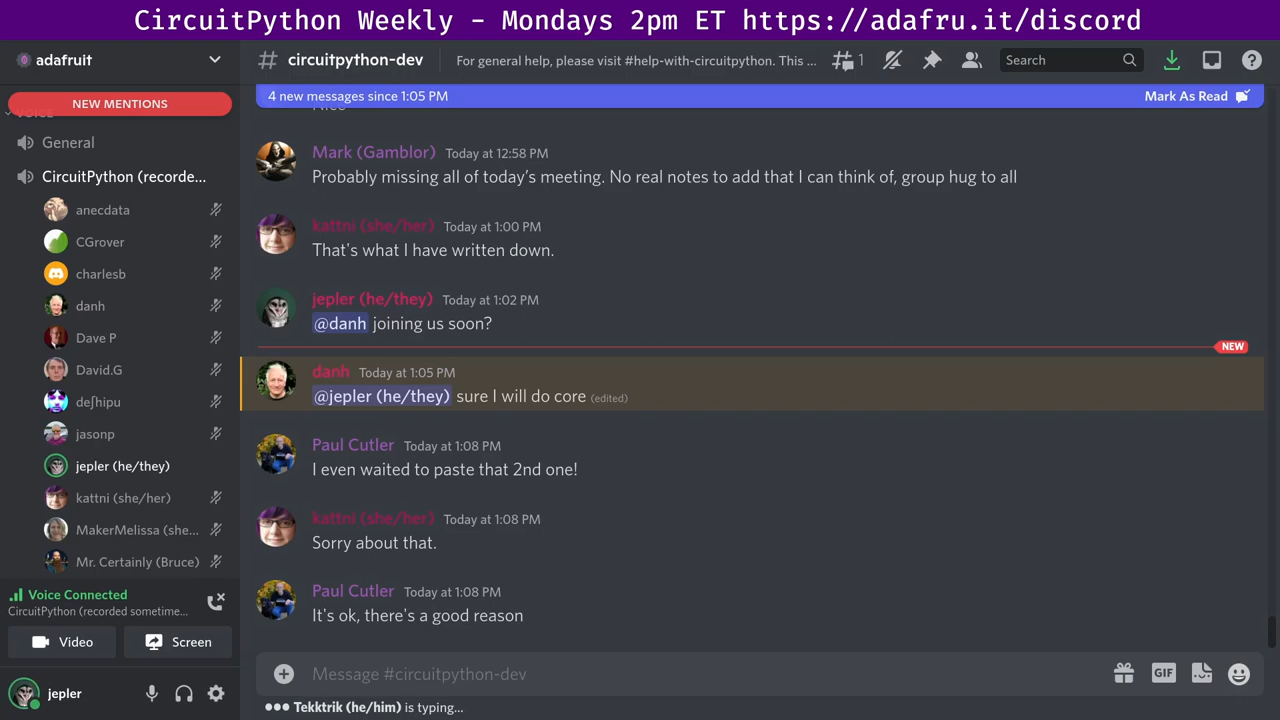 CircuitPython Weekly - Mondays 2pm ET https://adafru.it/discord
adafruit
NEW MENTIONS
VOICE
General
CircuitPython (recorde...
anecdata
CGrover
charlesb
danh
Dave P
David.G
deʃhipu
jasonp
jepler (he/they)
kattni (she/her)
MakerMelissa (she...
Mr. Certainly (Bruce)
Voice Connected
CircuitPython (recorded sometime...
Video
Screen
jepler
circuitpython-dev
For general help, please visit #help-with-circuitpython. This ...
1
Search
4 new messages since 1:05 PM
Mark As Read
Mark (Gamblor) Today at 12:58 PM
Probably missing all of today's meeting. No real notes to add that I can think of, group hug to all
kattni (she/her) Today at 1:00 PM
That's what I have written down.
jepler (he/they) Today at 1:02 PM
@danh joining us soon?
NEW
danh Today at 1:05 PM
@jepler (he/they) sure I will do core (edited)
Paul Cutler Today at 1:08 PM
I even waited to paste that 2nd one!
kattni (she/her) Today at 1:08 PM
Sorry about that.
Paul Cutler Today at 1:08 PM
It's ok, there's a good reason
Message #circuitpython-dev
GIF
Tekktrik (he/him) is typing...